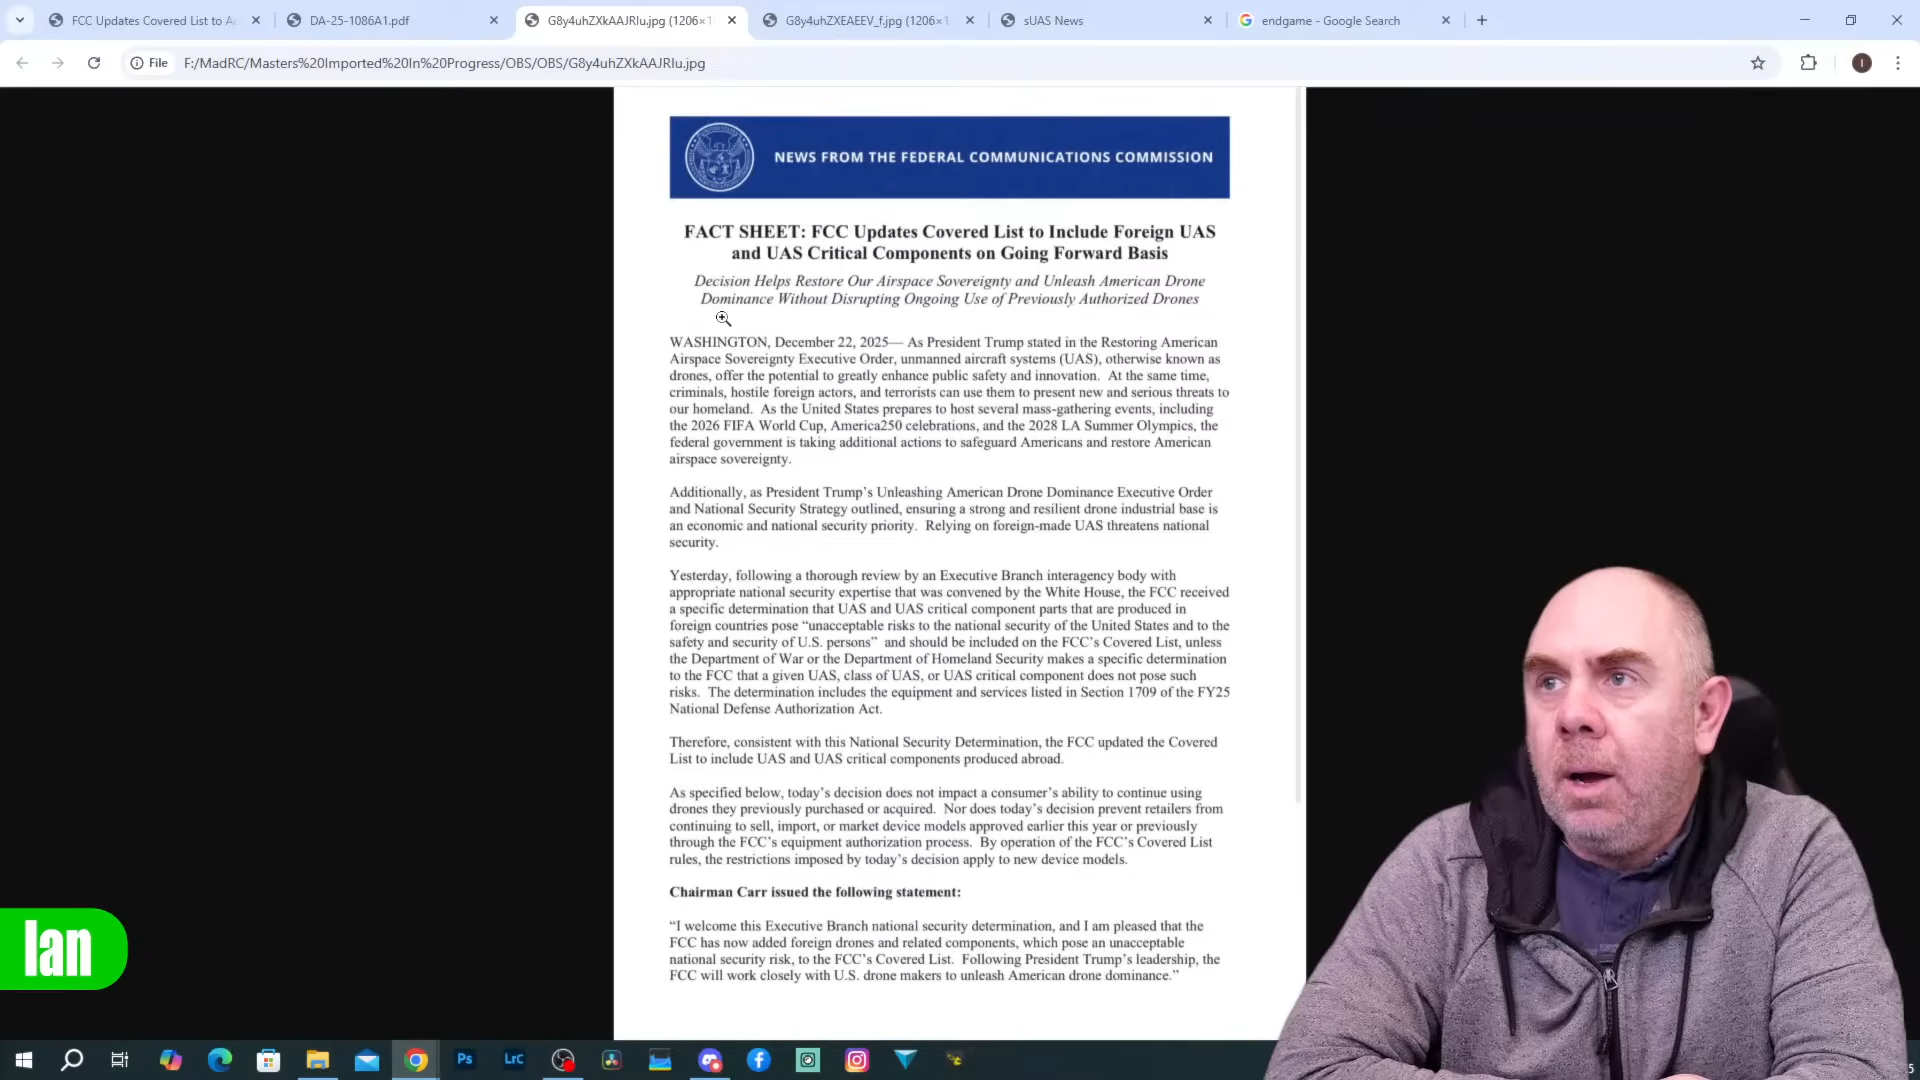 FCC Updates Covered List to A
DA-25-1086A1.pdf
G8y4uhZXkAAJRlu.jpg (1206×1
G8y4uhZXEAEEV_f.jpg (1206×1
sUAS News
endgame - Google Search
File
F:/MadRC/Masters%20Imported%20In%20Progress/OBS/OBS/G8y4uhZXkAAJRlu.jpg
NEWS FROM THE FEDERAL COMMUNICATIONS COMMISSION
FACT SHEET: FCC Updates Covered List to Include Foreign UAS
and UAS Critical Components on Going Forward Basis
Decision Helps Restore Our Airspace Sovereignty and Unleash American Drone
Dominance Without Disrupting Ongoing Use of Previously Authorized Drones
WASHINGTON, December 22, 2025— As President Trump stated in the Restoring American
Airspace Sovereignty Executive Order, unmanned aircraft systems (UAS), otherwise known as
drones, offer the potential to greatly enhance public safety and innovation. At the same time,
criminals, hostile foreign actors, and terrorists can use them to present new and serious threats to
our homeland. As the United States prepares to host several mass-gathering events, including
the 2026 FIFA World Cup, America250 celebrations, and the 2028 LA Summer Olympics, the
federal government is taking additional actions to safeguard Americans and restore American
airspace sovereignty.
Additionally, as President Trump's Unleashing American Drone Dominance Executive Order
and National Security Strategy outlined, ensuring a strong and resilient drone industrial base is
an economic and national security priority. Relying on foreign-made UAS threatens national
security.
Yesterday, following a thorough review by an Executive Branch interagency body with
appropriate national security expertise that was convened by the White House, the FCC received
a specific determination that UAS and UAS critical component parts that are produced in
foreign countries pose “unacceptable risks to the national security of the United States and to the
safety and security of U.S. persons” and should be included on the FCC's Covered List, unless
the Department of War or the Department of Homeland Security makes a specific determination
to the FCC that a given UAS, class of UAS, or UAS critical component does not pose such
risks. The determination includes the equipment and services listed in Section 1709 of the FY25
National Defense Authorization Act.
Therefore, consistent with this National Security Determination, the FCC updated the Covered
List to include UAS and UAS critical components produced abroad.
As specified below, today's decision does not impact a consumer's ability to continue using
drones they previously purchased or acquired. Nor does today's decision prevent retailers from
continuing to sell, import, or market device models approved earlier this year or previously
through the FCC's equipment authorization process. By operation of the FCC's Covered List
rules, the restrictions imposed by today's decision apply to new device models.
Chairman Carr issued the following statement:
“I welcome this Executive Branch national security determination, and I am pleased that the
FCC has now added foreign drones and related components, which pose an unacceptable
national security risk, to the FCC's Covered List. Following President Trump's leadership, the
FCC will work closely with U.S. drone makers to unleash American drone dominance.”
Ian
Ps
LrC